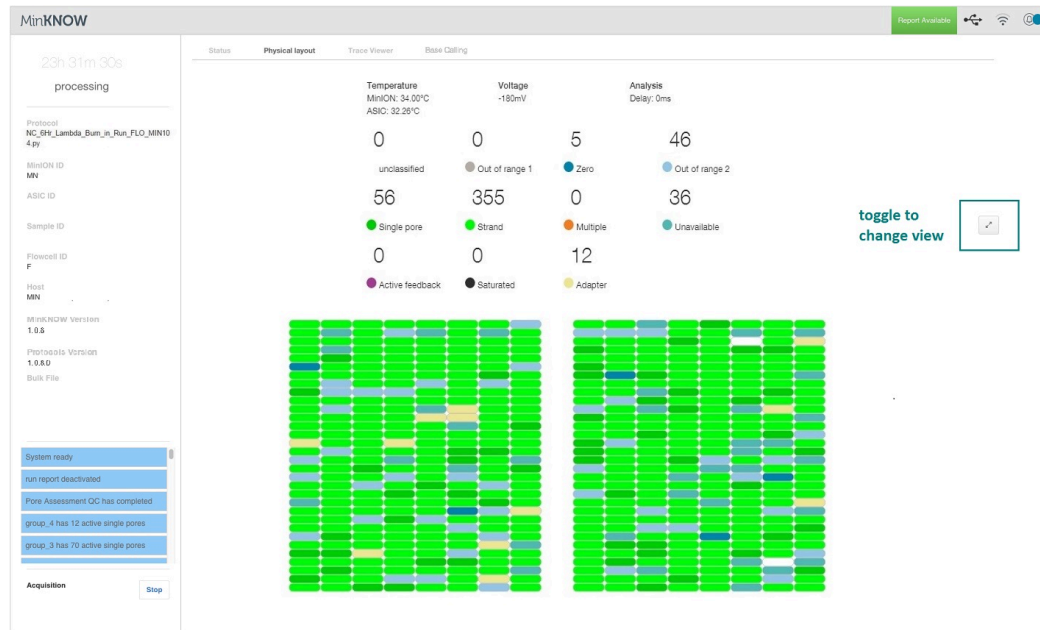 MinKNOW
Report Available
23h 31m 30s
processing
Status Physical layout Trace Viewer Base Calling
Temperature Voltage Analysis
MinION: 34.00°C -180mV Delay: 0ms
ASIC: 32.26°C
0 0 5 46
unclassified Out of range 1 Zero Out of range 2
56 355 0 36
Single pore Strand Multiple Unavailable
0 0 12
Active feedback Saturated Adapter
toggle to
change view
Protocol
NC_6Hr_Lambda_Burn_in_Run_FLO_MIN10
4.py
MinION ID
MN
ASIC ID
Sample ID
Flowcell ID
F
Host
MIN
MinKNOW Version
1.0.8
Protocols Version
1.0.8.0
Bulk File
System ready
run report deactivated
Pore Assessment QC has completed
group_4 has 12 active single pores
group_3 has 70 active single pores
Acquisition Stop